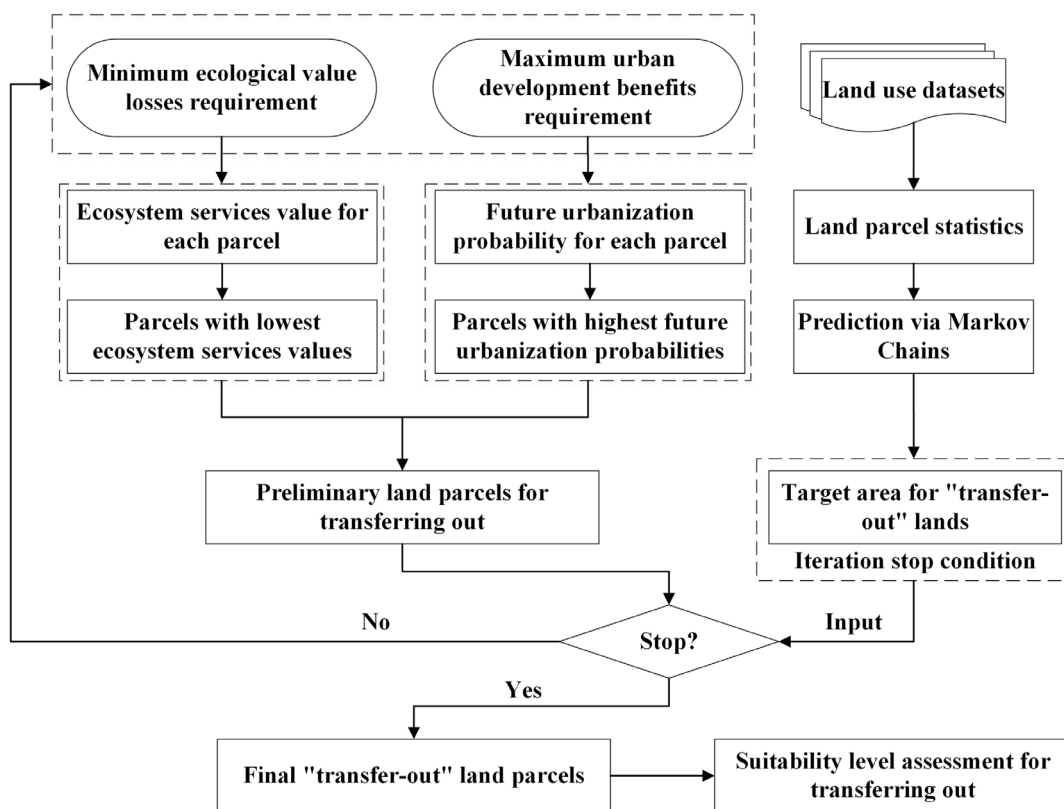 Minimum ecological value
losses requirement
Maximum urban
development benefits
requirement
Land use datasets
Ecosystem services value for
each parcel
Future urbanization
probability for each parcel
Land parcel statistics
Parcels with lowest
ecosystem services values
Parcels with highest future
urbanization probabilities
Prediction via Markov
Chains
Preliminary land parcels for
transferring out
Target area for "transfer-
out" lands
Iteration stop condition
No
Stop?
Input
Yes
Final "transfer-out" land parcels
Suitability level assessment for
transferring out